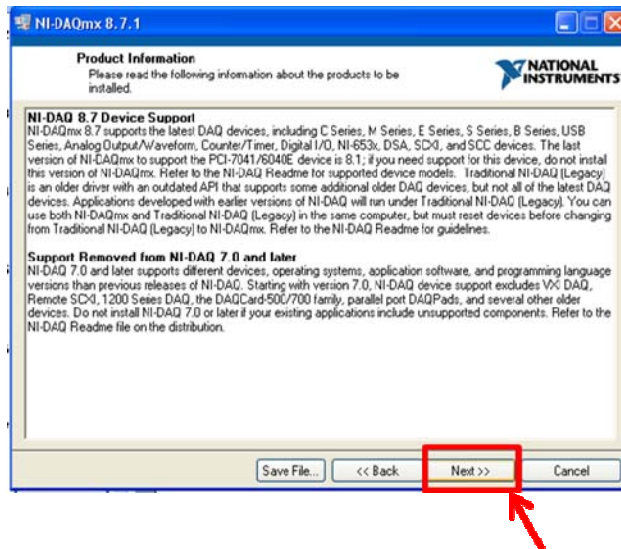 NI-DAQmx 8.7.1
Product Information
Please read the following information about the products to be
installed.
NATIONAL
INSTRUMENTS
NI-DAQ 8.7 Device Support
NI-DAQmx 8.7 supports the latest DAQ devices, including C Series, M Series, E Series, S Series, B Series, USB
Series, Analog Output/Waveform, Counter/Timer, Digital I/O, NI-653x, DSA, SCXI, and SCC devices. The last
version of NI-DAQmx to support the PCI-7041/6040E device is 8.1; if you need support for this device, do not install
this version of NI-DAQmx. Refer to the NI-DAQ Readme for supported device models. Traditional NI-DAQ (Legacy)
is an older driver with an outdated API that supports some additional older DAQ devices, but not all of the latest DAQ
devices. Applications developed with earlier versions of NI-DAQ will run under Traditional NI-DAQ (Legacy). You can
use both NI-DAQmx and Traditional NI-DAQ (Legacy) in the same computer, but must reset devices before changing
from Traditional NI-DAQ (Legacy) to NI-DAQmx. Refer to the NI-DAQ Readme for guidelines.
Support Removed from NI-DAQ 7.0 and later
NI-DAQ 7.0 and later supports different devices, operating systems, application software, and programming language
versions than previous releases of NI-DAQ. Starting with version 7.0, NI-DAQ device support excludes VXI DAQ,
Remote SCXI, 1200 Series DAQ, the DAQCard-500/700 family, parallel port DAQPads, and several other older
devices. Do not install NI-DAQ 7.0 or later if your existing applications include unsupported components. Refer to the
NI-DAQ Readme file on the distribution.
Save File... << Back Next >> Cancel